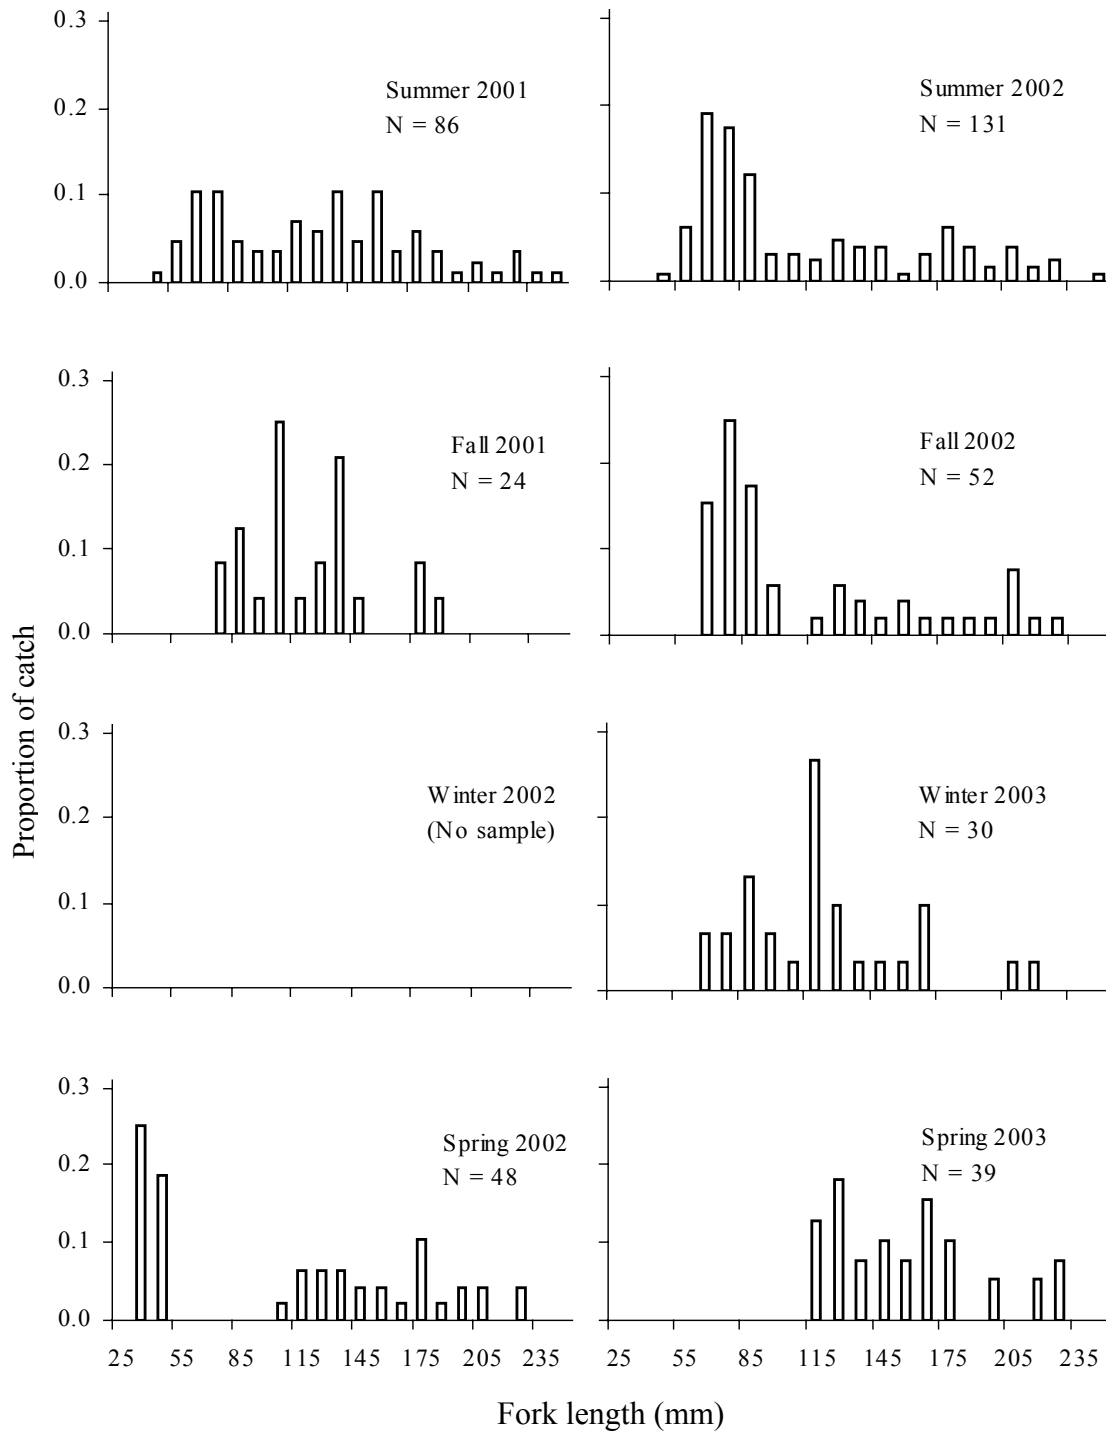 0.3
0.2
0.1
0.0
Summer 2001
N = 86
Summer 2002
N = 131
0.3
0.2
0.1
0.0
Fall 2001
N = 24
Fall 2002
N = 52
Proportion of catch
0.3
0.2
0.1
0.0
Winter 2002
(No sample)
Winter 2003
N = 30
0.3
0.2
0.1
0.0
Spring 2002
N = 48
Spring 2003
N = 39
25 55 85 115 145 175 205 235
25 55 85 115 145 175 205 235
Fork length (mm)